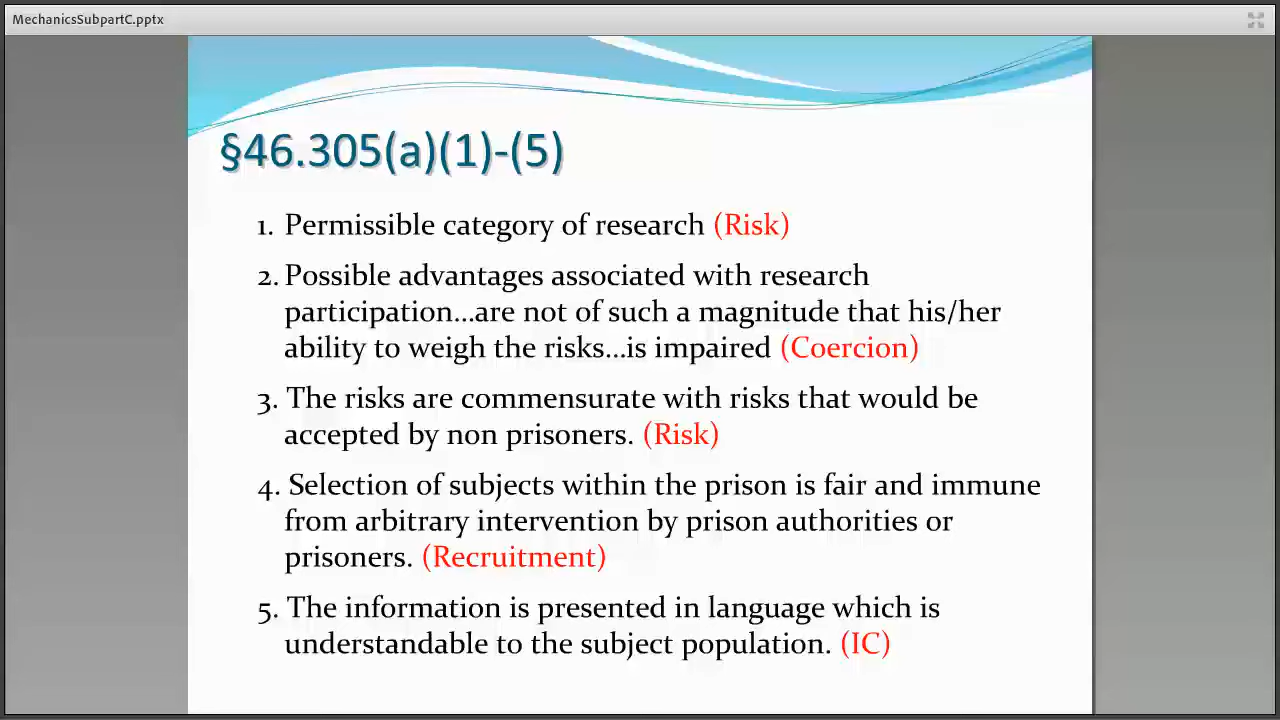 MechanicsSubpartC.pptx
§46.305(a)(1)-(5)
1. Permissible category of research (Risk)
2. Possible advantages associated with research
participation...are not of such a magnitude that his/her
ability to weigh the risks...is impaired (Coercion)
3. The risks are commensurate with risks that would be
accepted by non prisoners. (Risk)
4. Selection of subjects within the prison is fair and immune
from arbitrary intervention by prison authorities or
prisoners. (Recruitment)
5. The information is presented in language which is
understandable to the subject population. (IC)